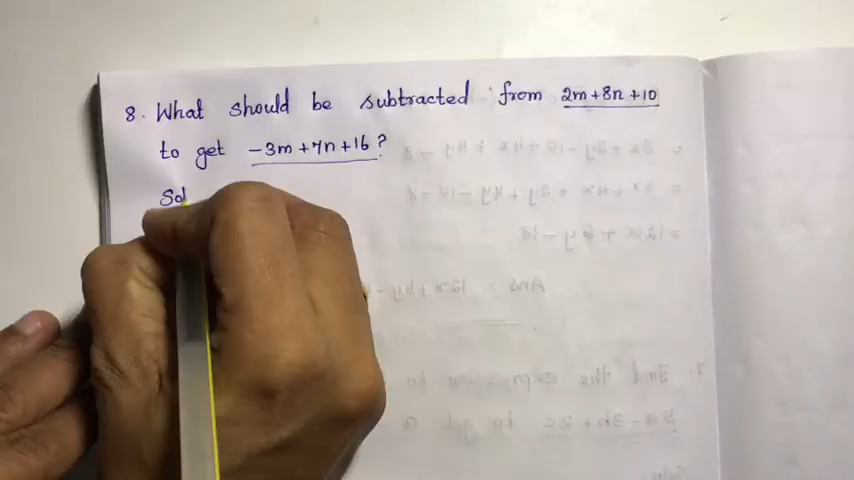 8. What should be subtracted from 2m+8n+10
to get -3m+7n+16?
Sol